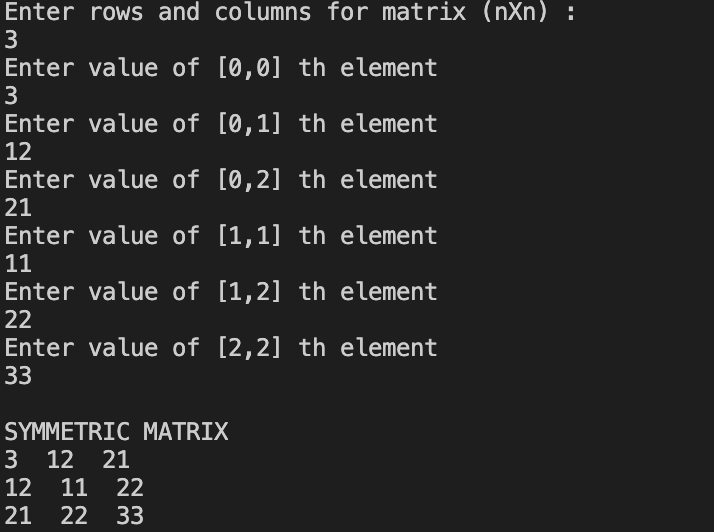 Enter rows and columns for matrix (nXn) :
3
Enter value of [0,0] th element
3
Enter value of [0,1] th element
12
Enter value of [0,2] th element
21
Enter value of [1,1] th element
11
Enter value of [1,2] th element
22
Enter value of [2,2] th element
33

SYMMETRIC MATRIX
3  12  21
12  11  22
21  22  33